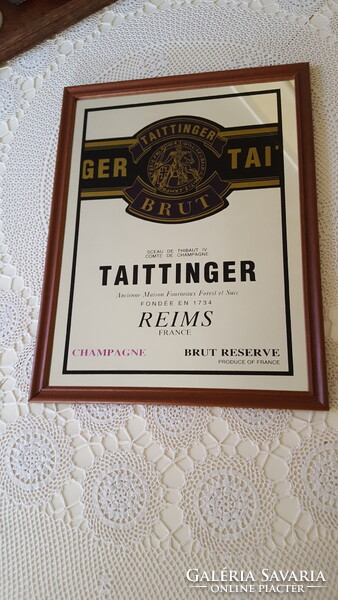 TAITTINGER
GER TAI'
BRUT
SCEAU DE THIBAUT IV
COMTE DE CHAMPAGNE
TAITTINGER
Ancienne Maison Fourneaux Forest et Succ
FONDÉE EN 1734
REIMS
FRANCE
CHAMPAGNE BRUT RESERVE
PRODUCE OF FRANCE
GALÉRIA SAVARIA
ONLINE PIACTÉR